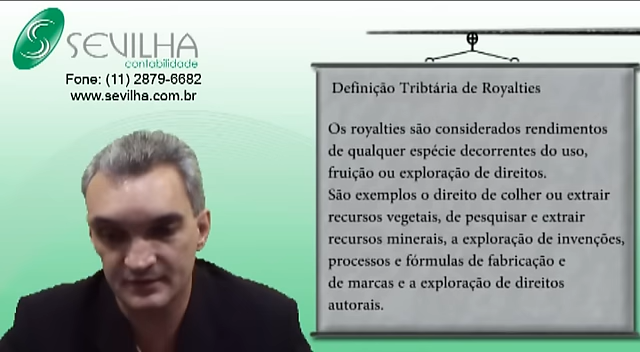 SEVILHA
contabilidade
Fone: (11) 2879-6682
www.sevilha.com.br
Definição Tribtária de Royalties
Os royalties são considerados rendimentos
de qualquer espécie decorrentes do uso,
fruição ou exploração de direitos.
São exemplos o direito de colher ou extrair
recursos vegetais, de pesquisar e extrair
recursos minerais, a exploração de invenções,
processos e fórmulas de fabricação e
de marcas e a exploração de direitos
autorais.